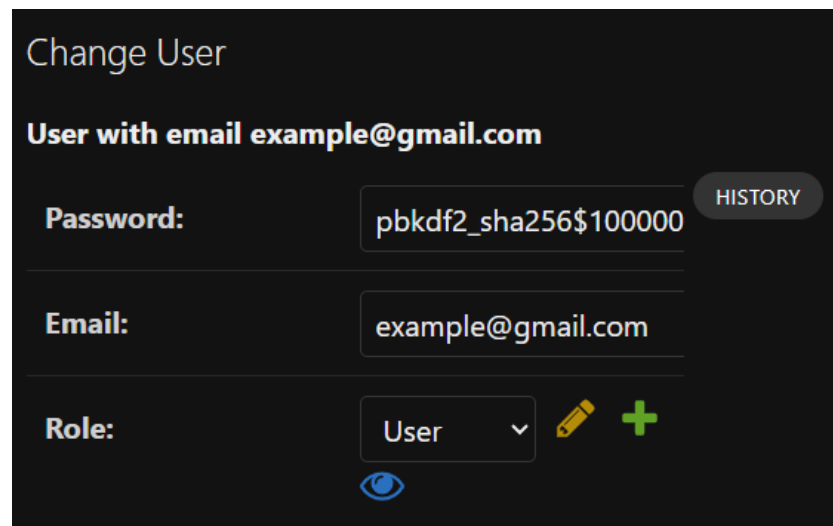 Change User
User with email example@gmail.com
HISTORY
Password: pbkdf2_sha256$100000
Email: example@gmail.com
Role: User